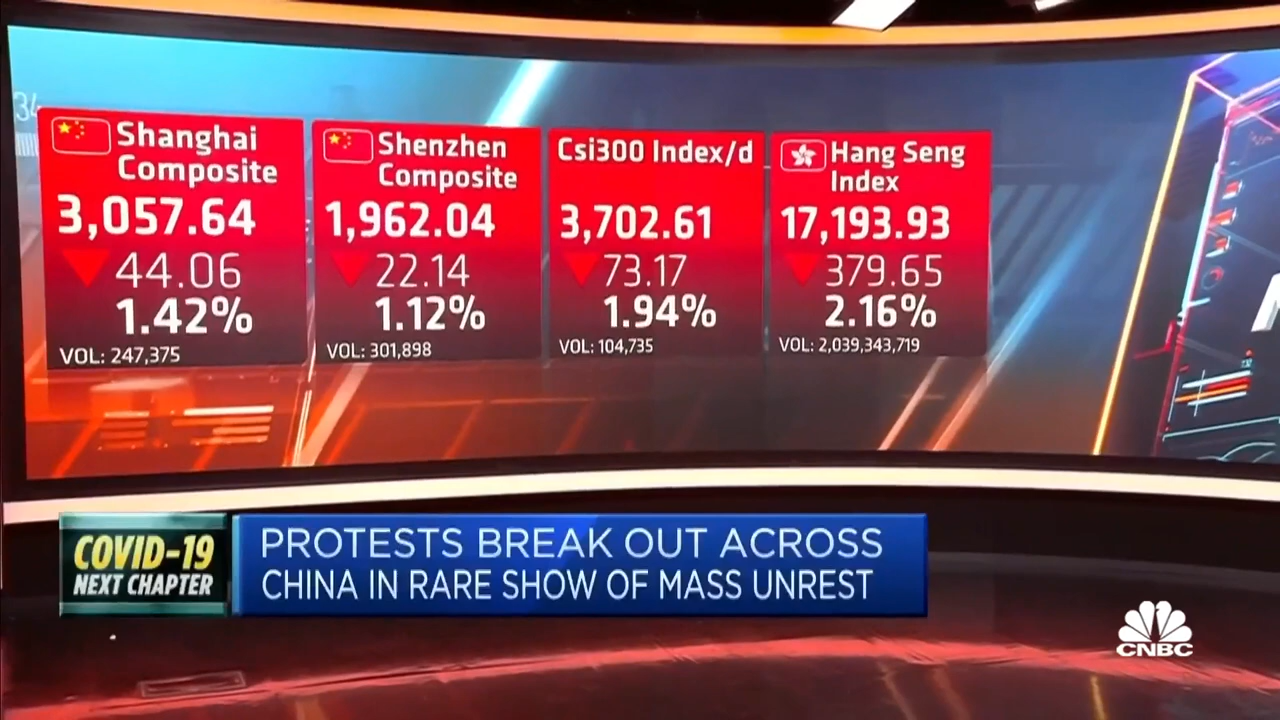 34
Shanghai
Composite
3,057.64
44.06
1.42%
VOL: 247,375
Shenzhen
Composite
1,962.04
22.14
1.12%
VOL: 301,898
Csi300 Index/d
3,702.61
73.17
1.94%
VOL: 104,735
Hang Seng
Index
17,193.93
379.65
2.16%
VOL: 2,039,343,719
COVID-19
NEXT CHAPTER
PROTESTS BREAK OUT ACROSS
CHINA IN RARE SHOW OF MASS UNREST
CNBC